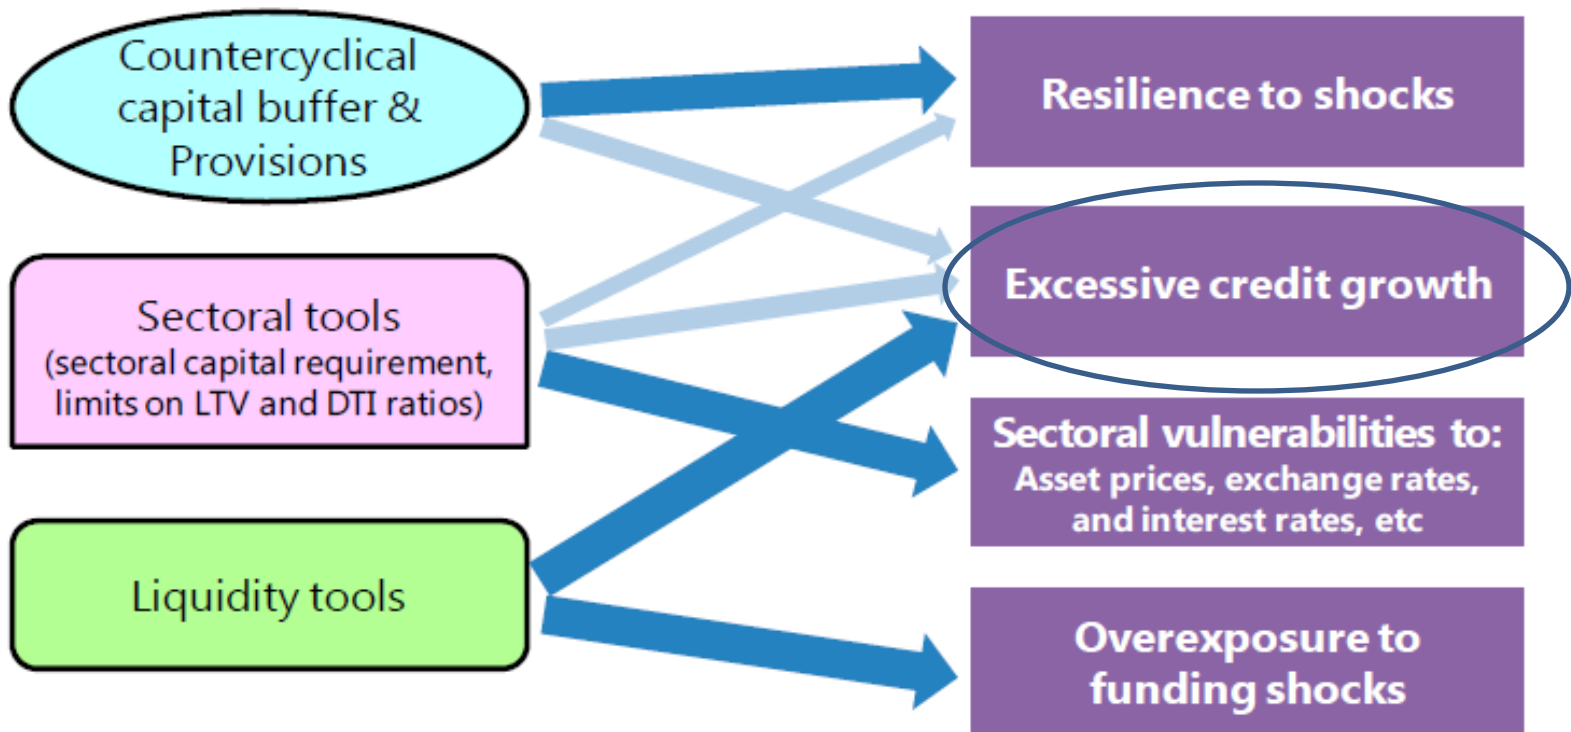 Countercyclical
capital buffer &
Provisions
Sectoral tools
(sectoral capital requirement,
limits on LTV and DTI ratios)
Liquidity tools
Resilience to shocks
Excessive credit growth
Sectoral vulnerabilities to:
Asset prices, exchange rates,
and interest rates, etc
Overexposure to
funding shocks